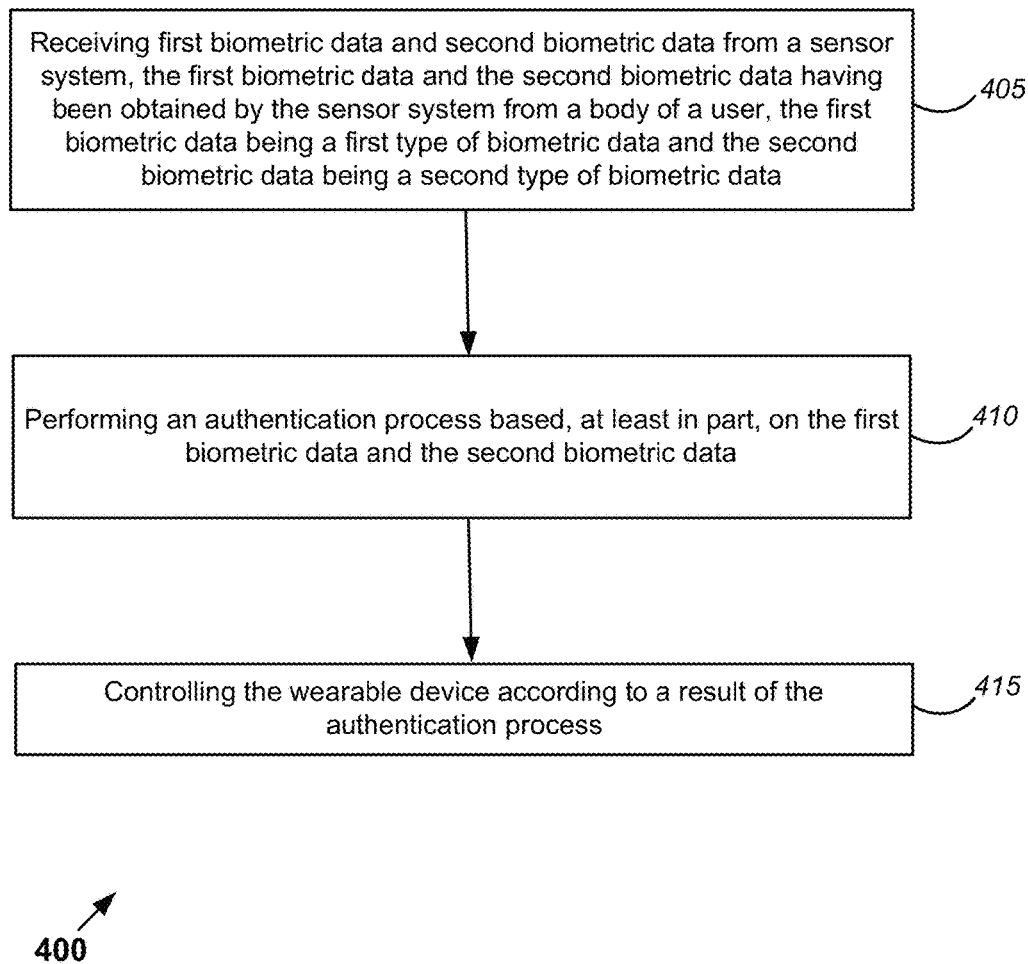 Receiving first biometric data and second biometric data from a sensor
system, the first biometric data and the second biometric data having
been obtained by the sensor system from a body of a user, the first
biometric data being a first type of biometric data and the second
biometric data being a second type of biometric data
405
Performing an authentication process based, at least in part, on the first
biometric data and the second biometric data
410
Controlling the wearable device according to a result of the
authentication process
415
400